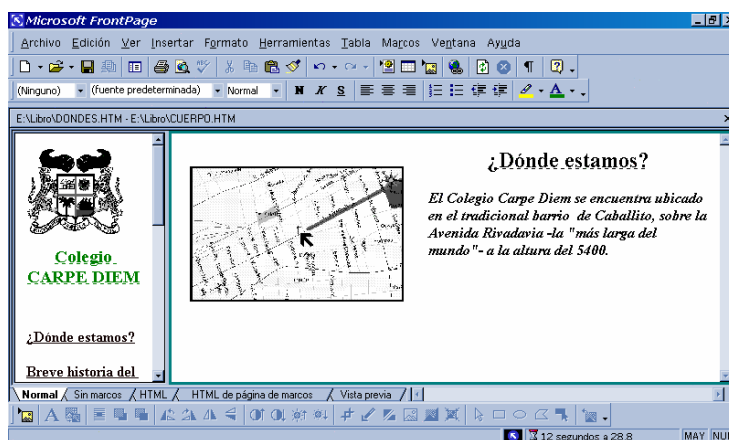 Microsoft FrontPage
Archivo Edición Ver Insertar Formato Herramientas Tabla Marcos Ventana Ayuda
(Ninguno) (fuente predeterminada) Normal N K S A
E:\Libro\DONDES.HTM - E:\Libro\CUERPO.HTM
Colegio
CARPE DIEM
¿Dónde estamos?
Breve historia del
¿Dónde estamos?
El Colegio Carpe Diem se encuentra ubicado
en el tradicional barrio de Caballito, sobre la
Avenida Rivadavia -la "más larga del
mundo"- a la altura del 5400.
Normal Sin marcos HTML HTML de página de marcos Vista previa
12 segundos a 28.8 MAY NUM